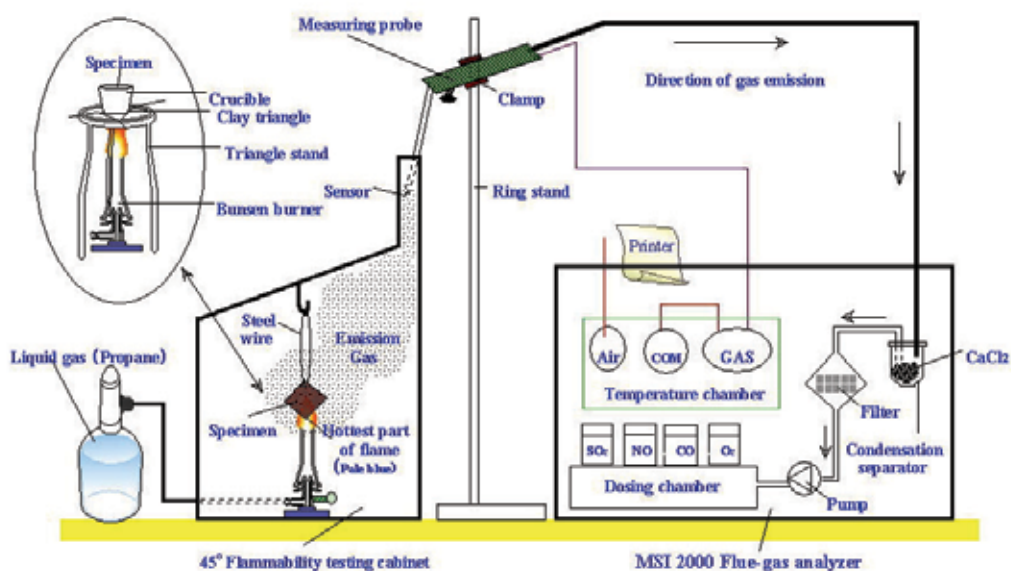 Measuring probe
Specimen
Crucible
Clay triangle
Triangle stand
Bunsen burner
Direction of gas emission
Clamp
Sensor
Ring stand
Printer
Steel
wire
Emission
Gas
Liquid gas (Propane)
Air
COM
GAS
Temperature chamber
CaCl2
Filter
Specimen
Hottest part
of flame
(Pale blue)
SO₂
NO
CO
O₂
Condensation
separator
Dosing chamber
Pump
45° Flammability testing cabinet
MSI 2000 Flue-gas analyzer